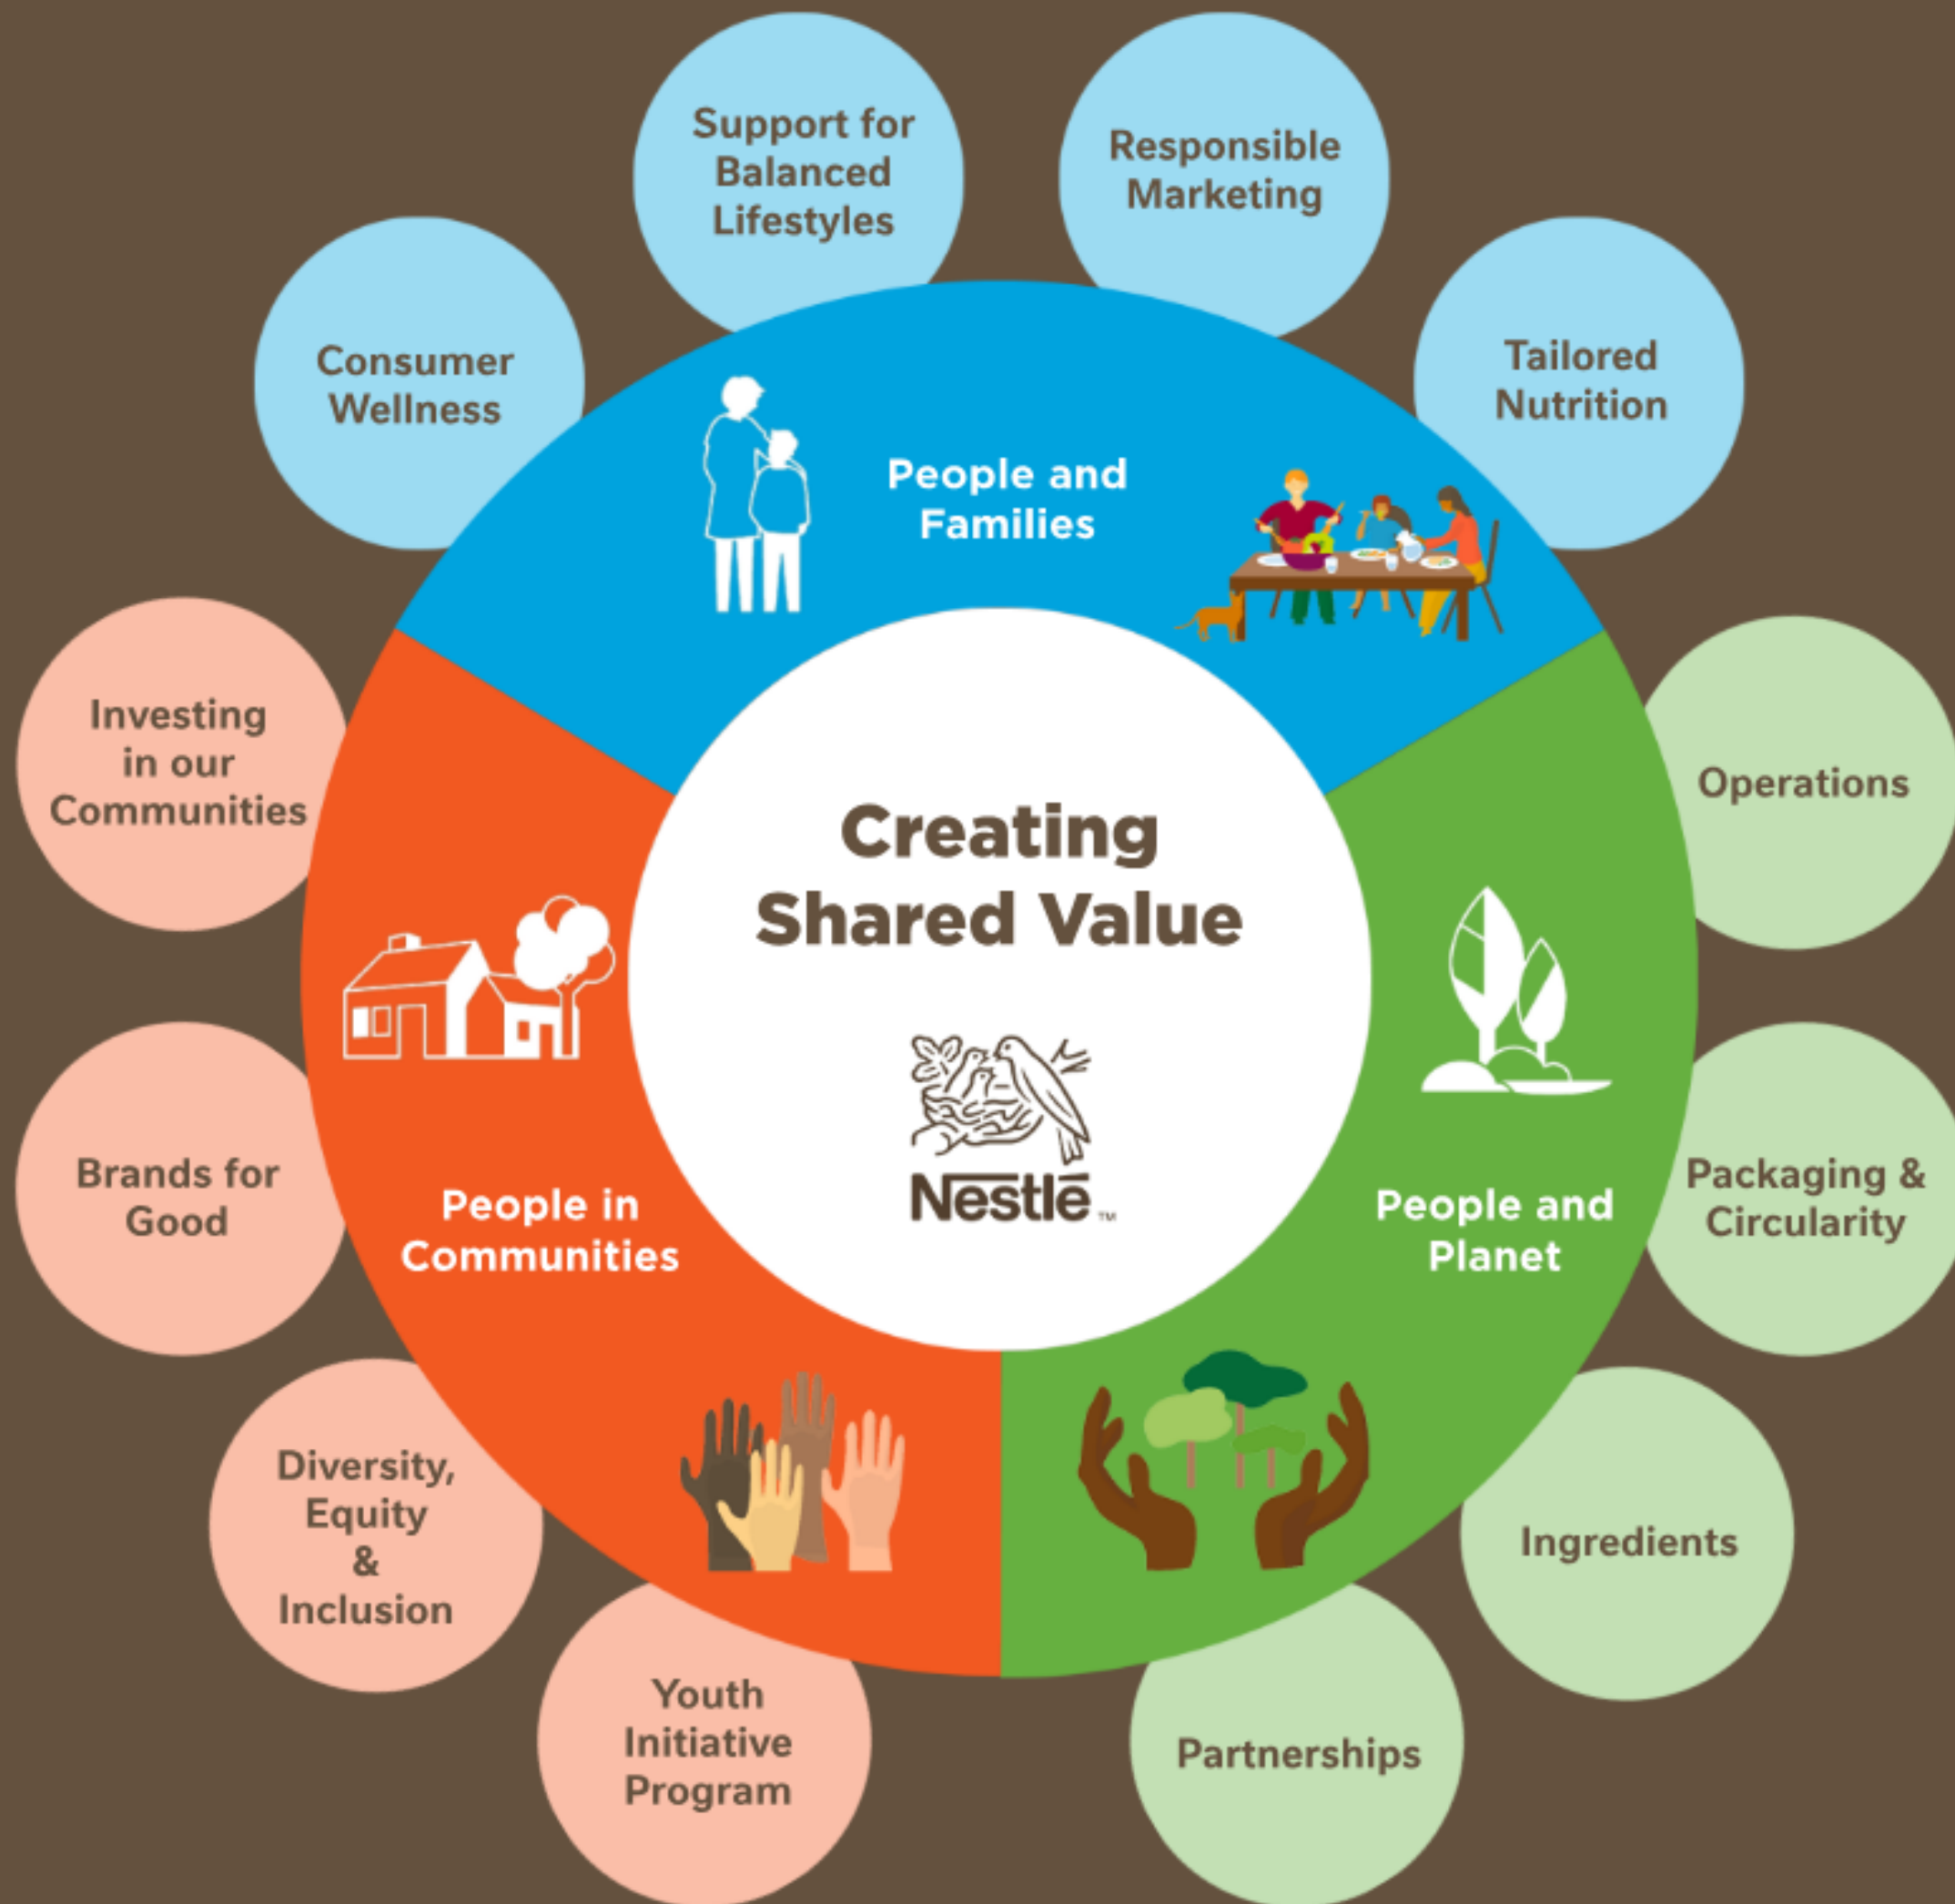 Support for
Balanced
Lifestyles
Responsible
Marketing
Consumer
Wellness
Tailored
Nutrition
People and
Families
Investing
in our
Communities
Operations
Creating
Shared Value
Nestlē
™
Brands for
Good
People in
Communities
People and
Planet
Packaging &
Circularity
Diversity,
Equity
&
Inclusion
Ingredients
Youth
Initiative
Program
Partnerships